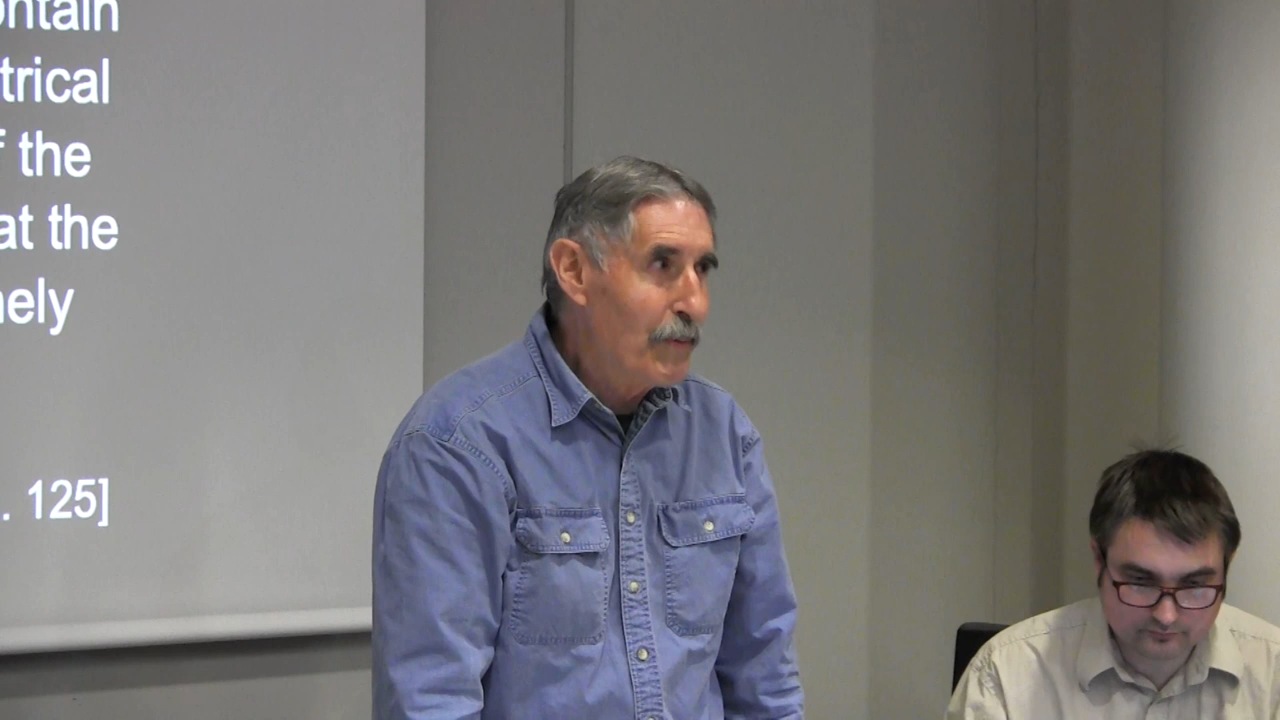 ontain
trical
f the
at the
nely
. 125]